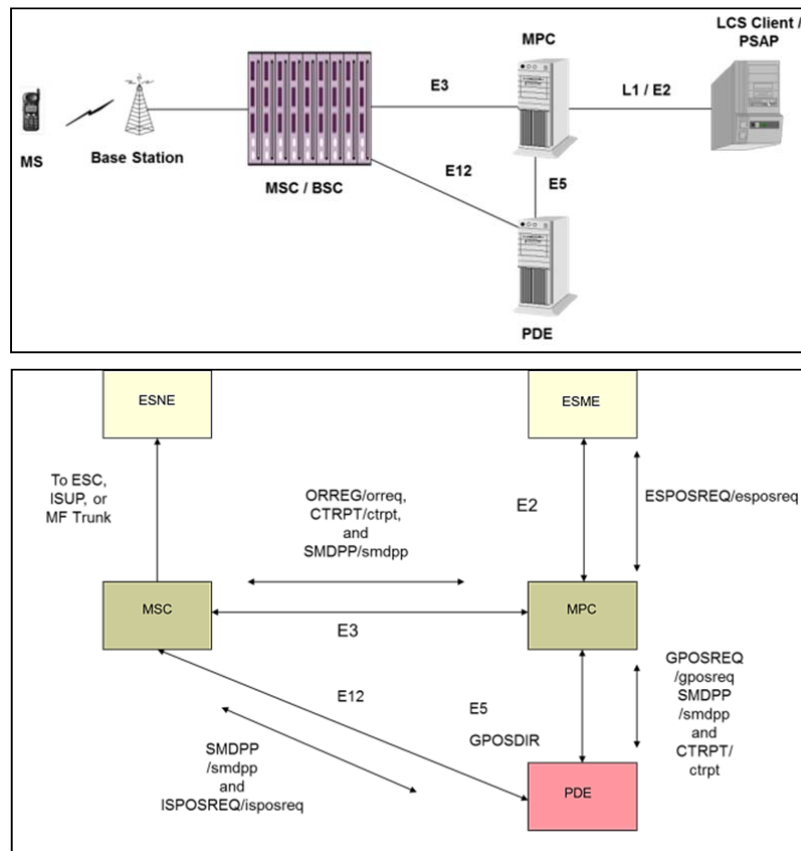 MPC
LCS Client /
PSAP
E3
L1 / E2
MS
Base Station
MSC / BSC
E12
E5
PDE
ESNE
ESME
To ESC,
ISUP, or
MF Trunk
ORREG/orreq,
CTRPT/ctrpt,
and
SMDPP/smdpp
E2
ESPOSREQ/esposreq
MSC
MPC
E3
E12
E5
GPOSDIR
GPOSREQ
/gposreq
SMDPP
/smdpp
and
CTRPT/
ctrpt
SMDPP
/smdpp
and
ISPOSREQ/isposreq
PDE